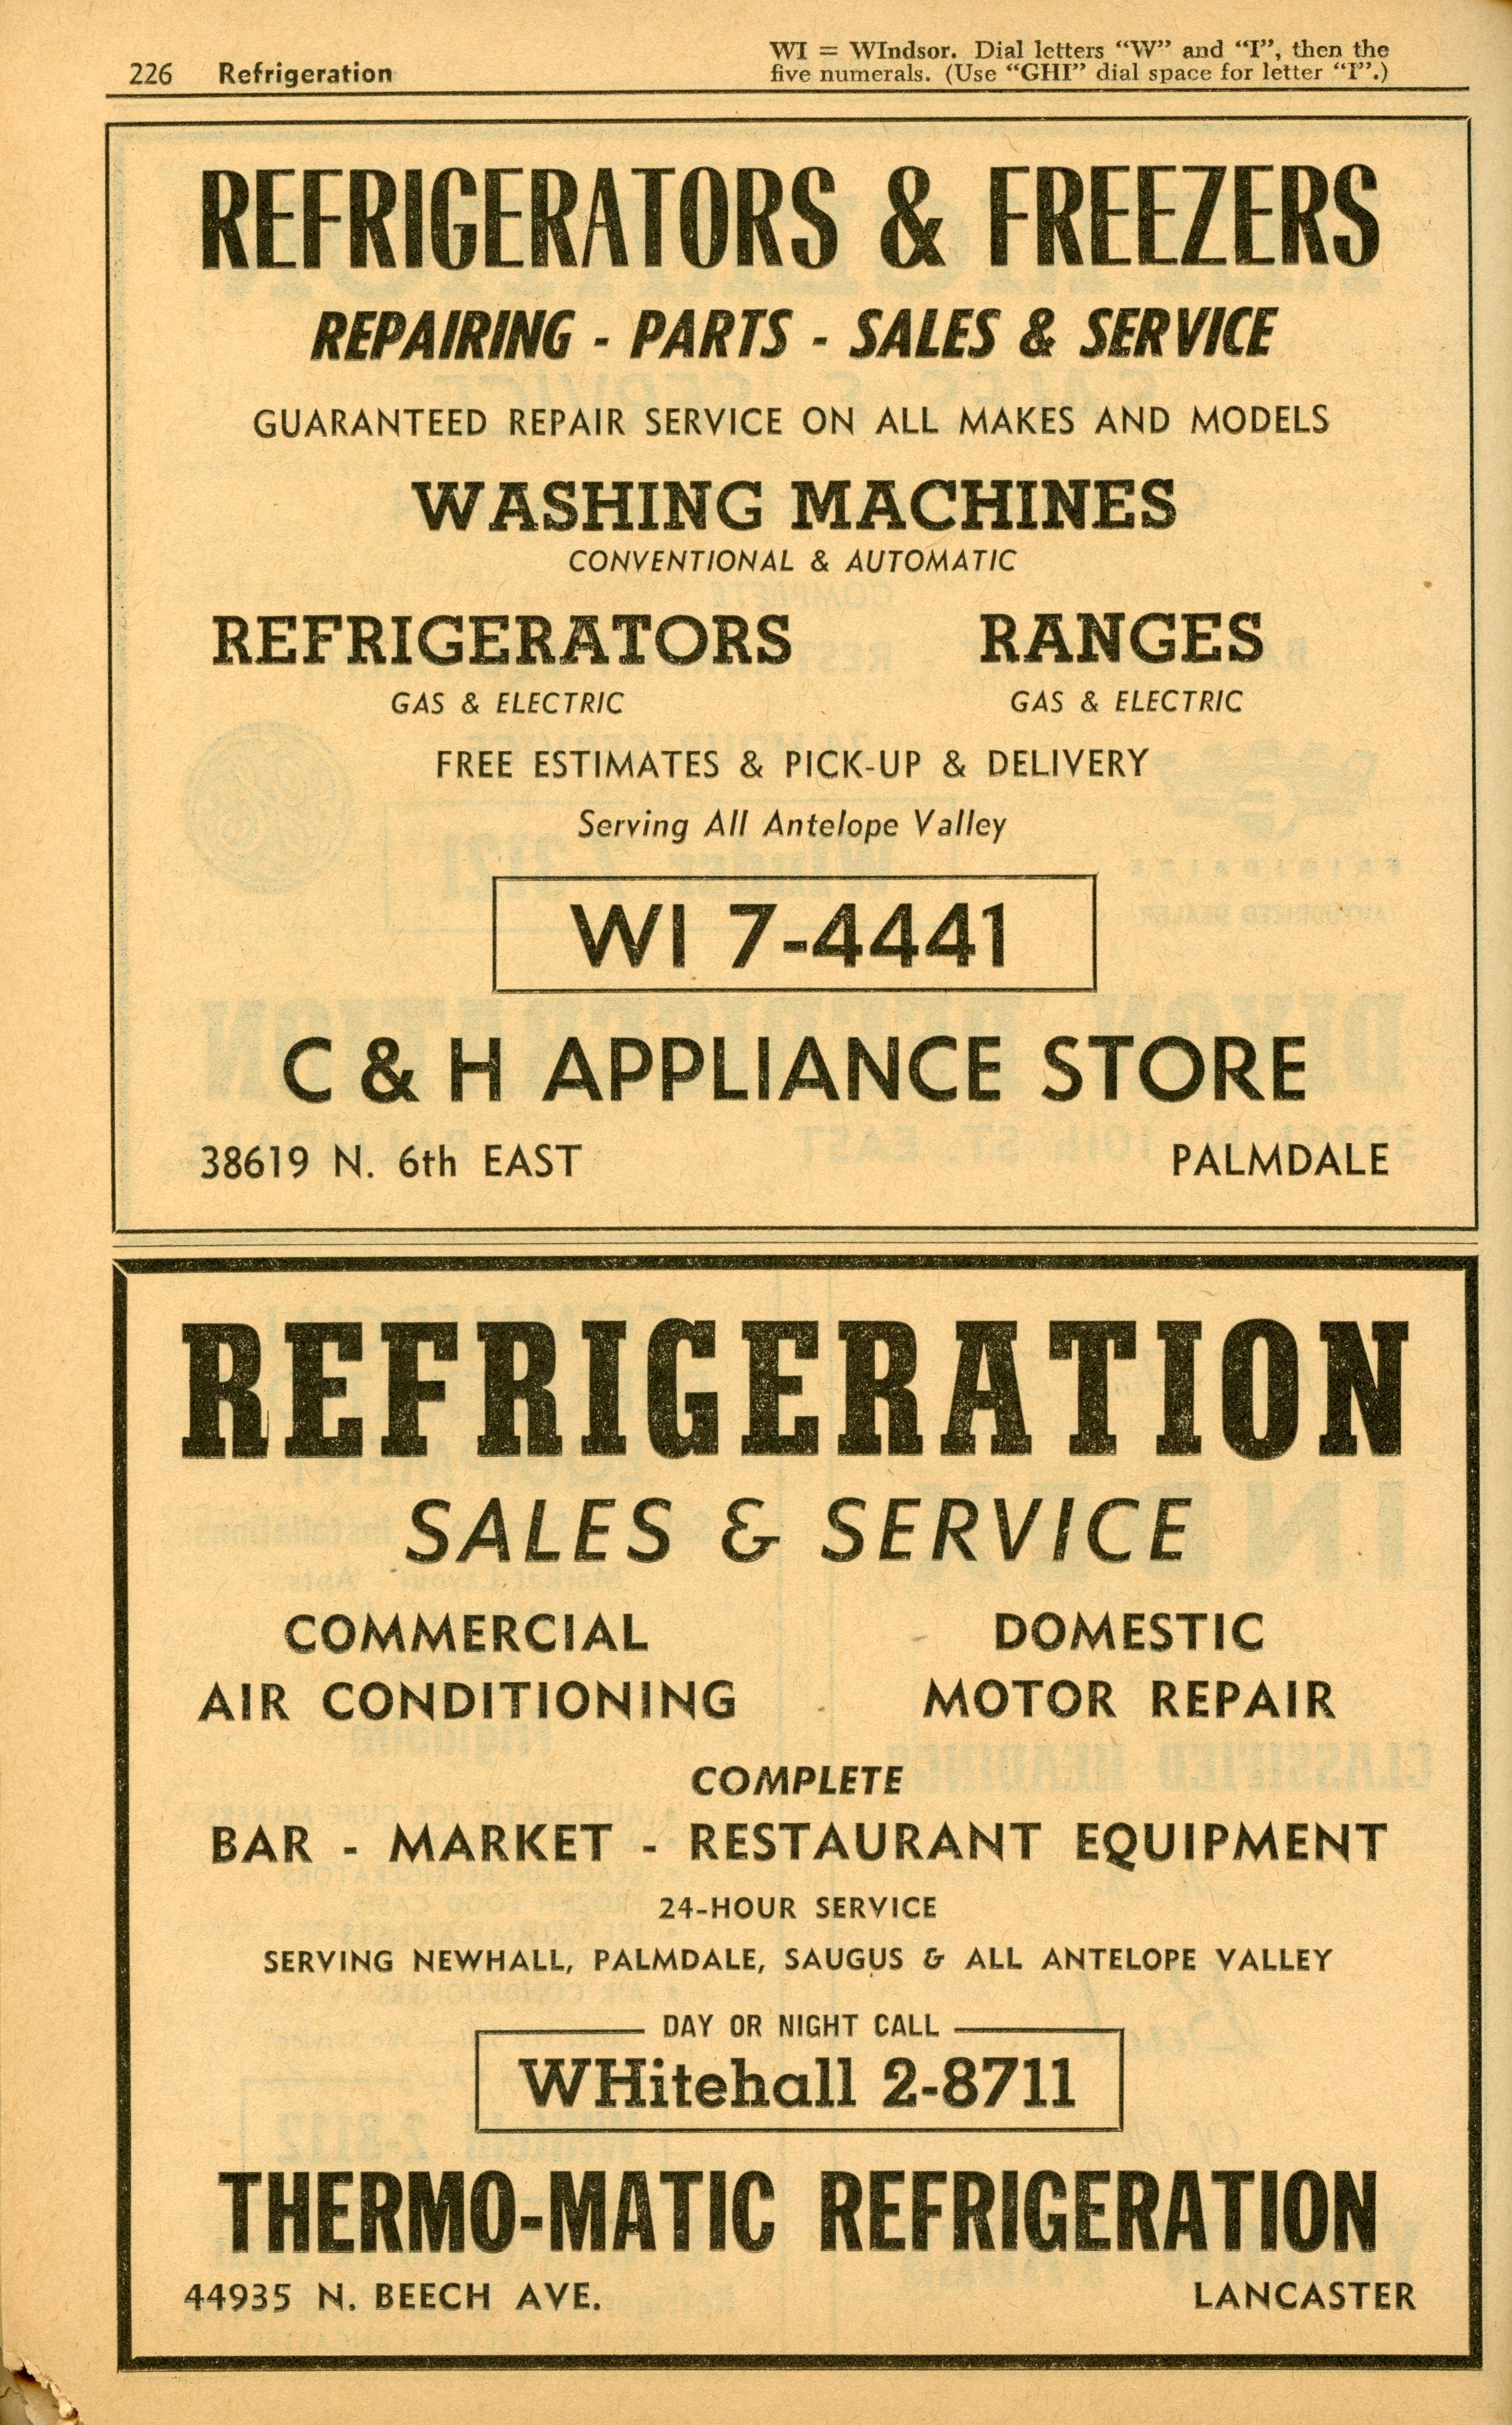 226 Refrigeration
WI = WIndsor. Dial letters “W” and “I”, then the
five numerals. (Use “GHI” dial space for letter “I”.)
REFRIGERATORS & FREEZERS
REPAIRING - PARTS - SALES & SERVICE
GUARANTEED REPAIR SERVICE ON ALL MAKES AND MODELS
WASHING MACHINES
CONVENTIONAL & AUTOMATIC
REFRIGERATORS RANGES
GAS & ELECTRIC GAS & ELECTRIC
FREE ESTIMATES & PICK-UP & DELIVERY
Serving All Antelope Valley
WI 7-4441
C & H APPLIANCE STORE
38619 N. 6th EAST PALMDALE
REFRIGERATION
SALES & SERVICE
COMMERCIAL DOMESTIC
AIR CONDITIONING MOTOR REPAIR
COMPLETE
BAR - MARKET - RESTAURANT EQUIPMENT
24-HOUR SERVICE
SERVING NEWHALL, PALMDALE, SAUGUS & ALL ANTELOPE VALLEY
DAY OR NIGHT CALL
WHitehall 2-8711
THERMO-MATIC REFRIGERATION
44935 N. BEECH AVE. LANCASTER